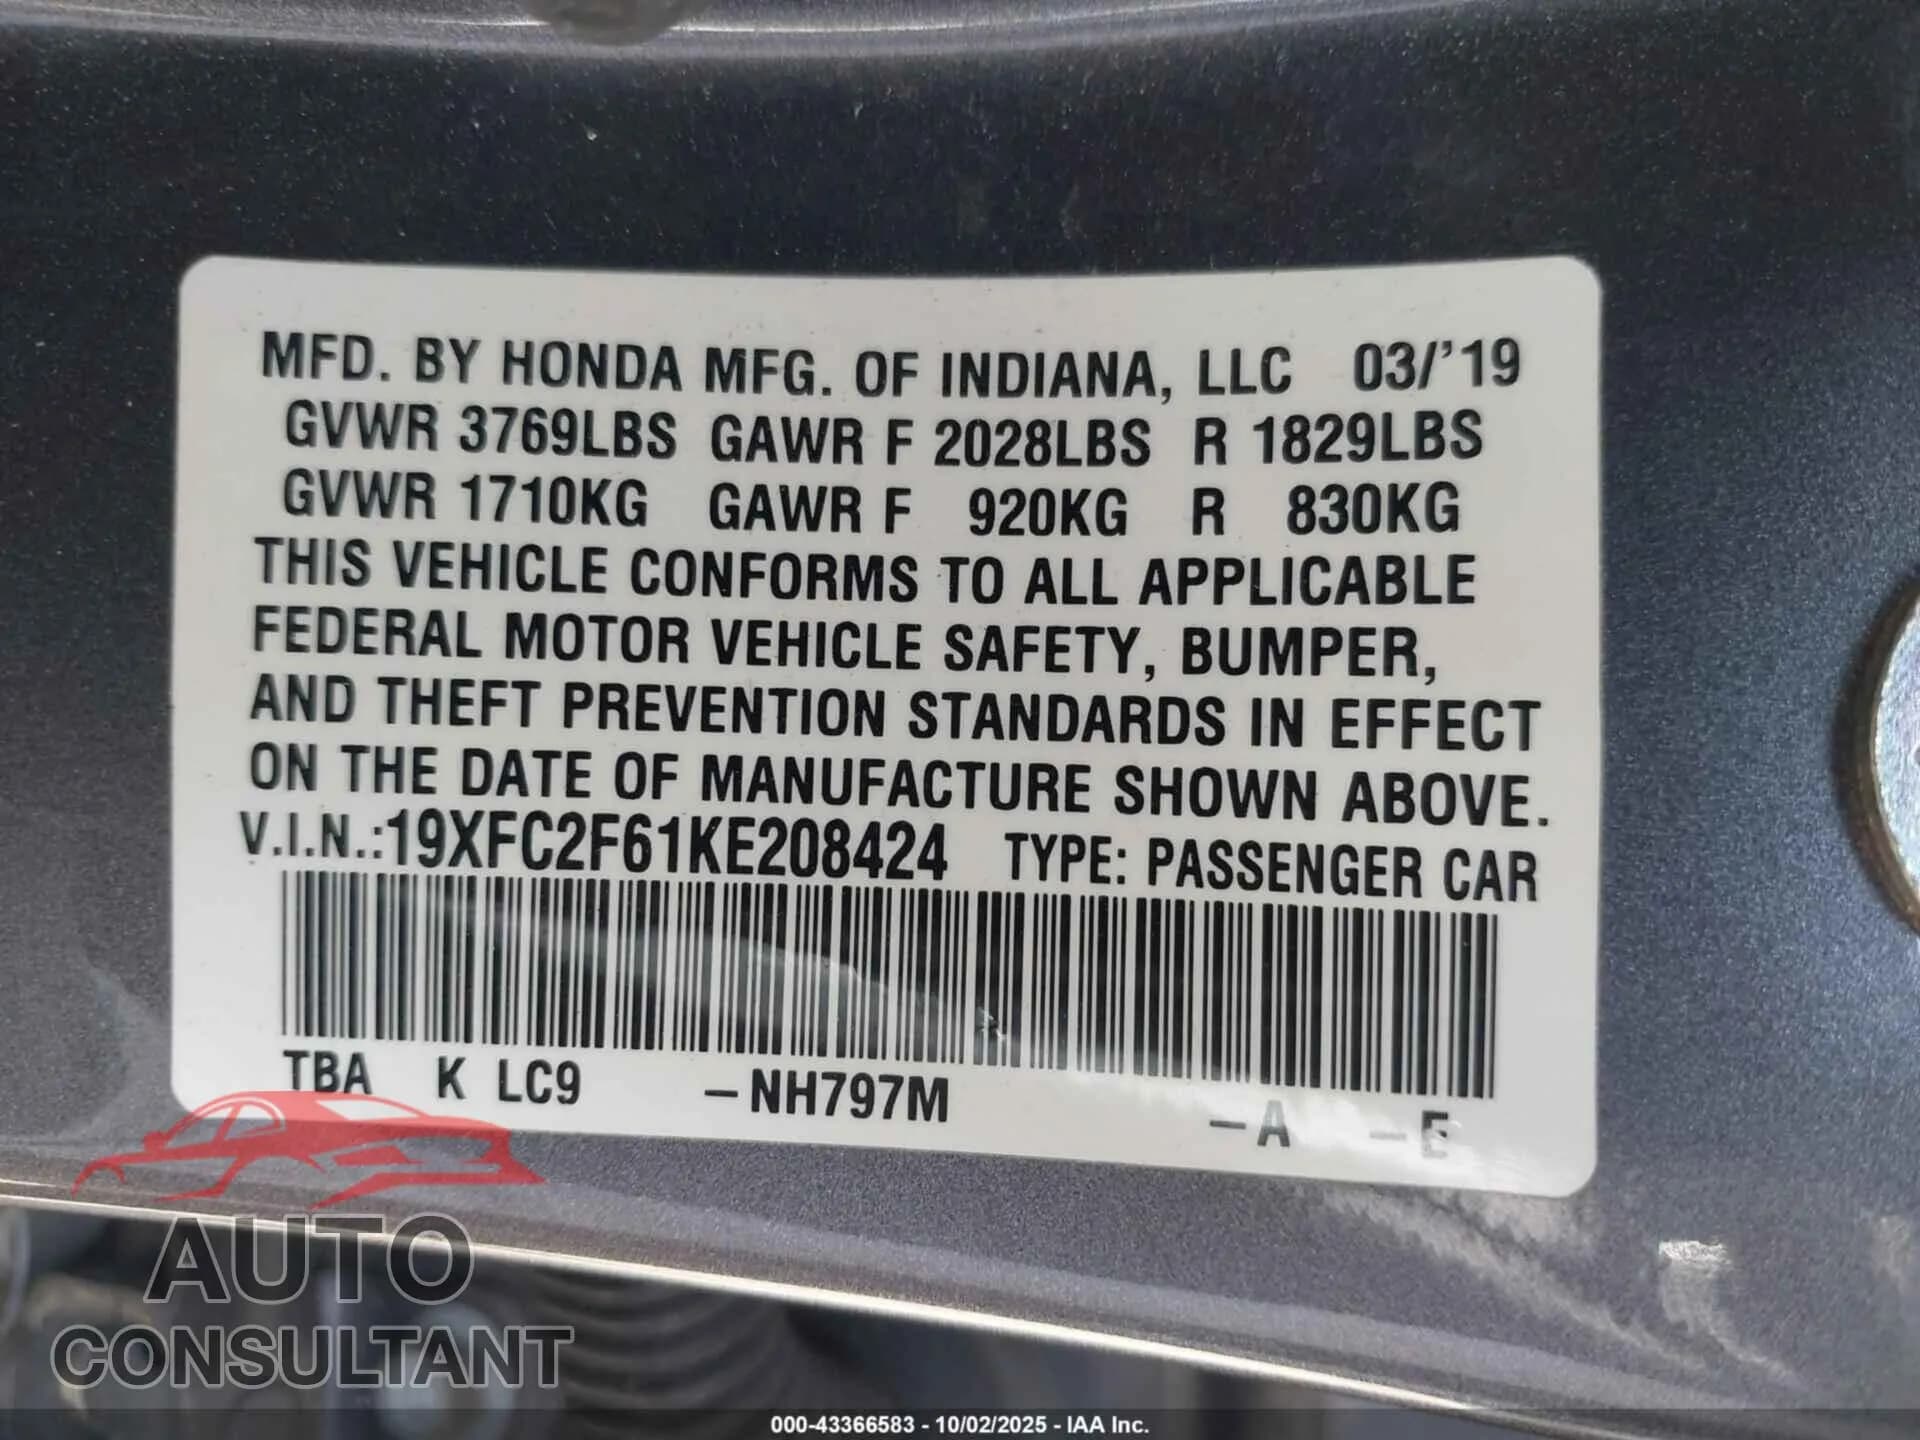 MFD. BY HONDA MFG. OF INDIANA, LLC 03/'19
GVWR 3769LBS GAWR F 2028LBS R 1829LBS
GVWR 1710KG GAWR F 920KG R 830KG
THIS VEHICLE CONFORMS TO ALL APPLICABLE
FEDERAL MOTOR VEHICLE SAFETY, BUMPER,
AND THEFT PREVENTION STANDARDS IN EFFECT
ON THE DATE OF MANUFACTURE SHOWN ABOVE.
V.I.N.:19XFC2F61KE208424 TYPE: PASSENGER CAR
TBA K LC9 –NH797M –A –E
AUTO
CONSULTANT
000-43366583 - 10/02/2025 - IAA Inc.